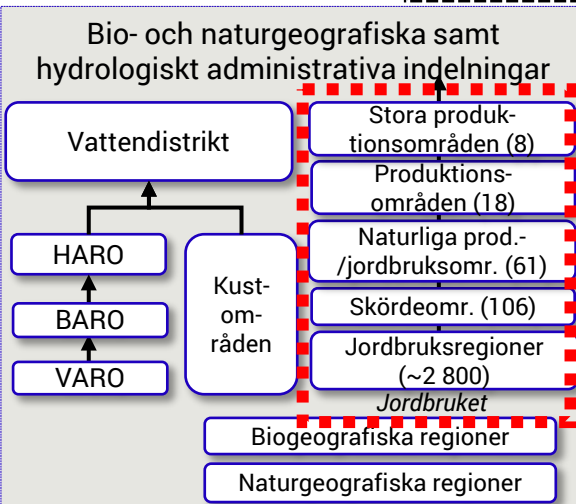 Bio- och naturgeografiska samt
hydrologiskt administrativa indelningar
Vattendistrikt
HARO
BARO
VARO
Kust-
om-
råden
Stora produk-
tionsområden (8)
Produktions-
områden (18)
Naturliga prod.-
/jordbruksomr. (61)
Skördeomr. (106)
Jordbruksregioner
(~2 800)
Jordbruket
Biogeografiska regioner
Naturgeografiska regioner